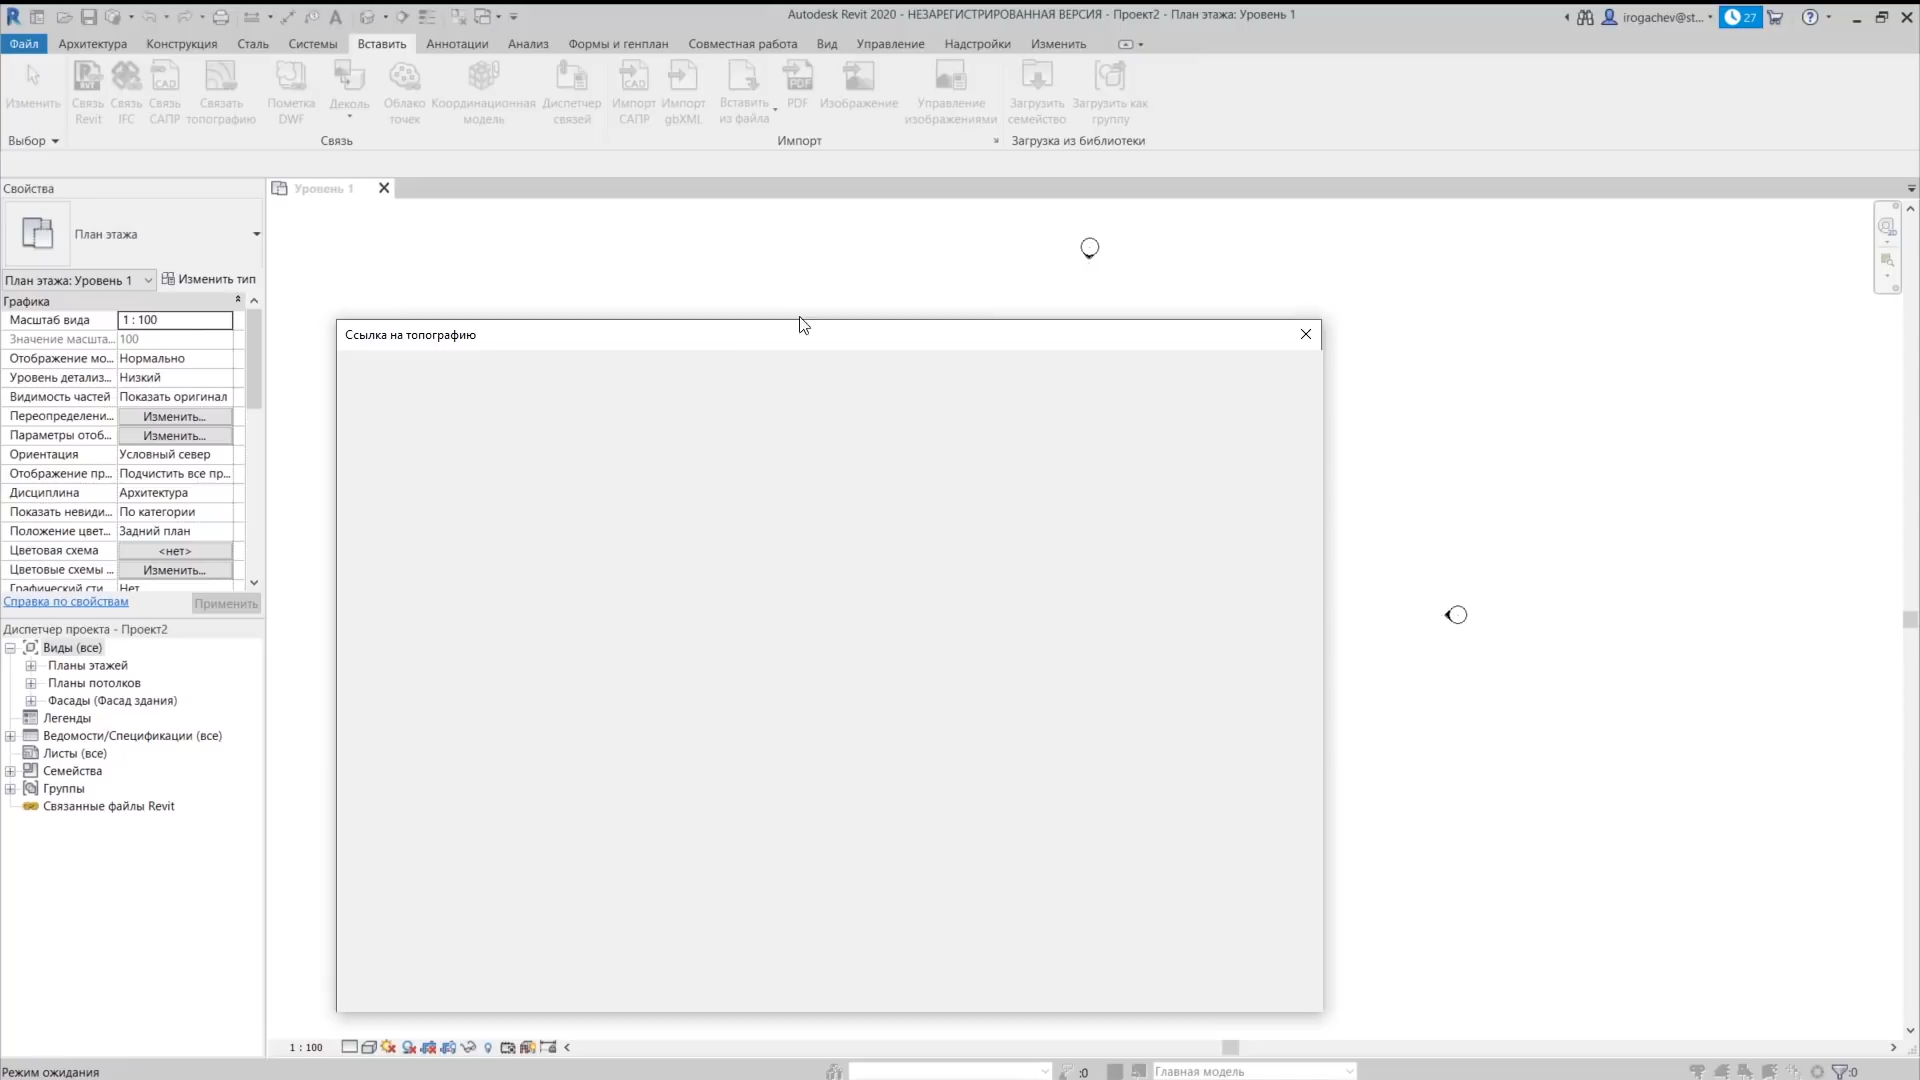 Autodesk Revit 2020 - НЕЗАРЕГИСТРИРОВАННАЯ ВЕРСИЯ - Проект2 - План этажа: Уровень 1
irogachev@st...
27
Файл Архитектура Конструкция Сталь Системы Вставить Аннотации Анализ Формы и генплан Совместная работа Вид Управление Надстройки Изменить
Изменить
Связь Revit
Связь IFC
Связь САПР
Связать топографию
Пометка DWF
Деколь
Облако точек
Координационная модель
Диспетчер связей
Импорт САПР
Импорт gbXML
Вставить из файла
PDF
Изображение
Управление изображениями
Загрузить семейство
Загрузить как группу
Выбор
Связь
Импорт
Загрузка из библиотеки
Свойства
Уровень 1
План этажа
План этажа: Уровень 1
Изменить тип
Графика
Масштаб вида 1 : 100
Значение масшта... 100
Отображение мо... Нормально
Уровень детализ... Низкий
Видимость частей Показать оригинал
Переопределени... Изменить...
Параметры отоб... Изменить...
Ориентация Условный север
Отображение пр... Подчистить все пр...
Дисциплина Архитектура
Показать невиди... По категории
Положение цвет... Задний план
Цветовая схема <нет>
Цветовые схемы ... Изменить...
Графический сти... Нет
Справка по свойствам
Применить
Диспетчер проекта - Проект2
Виды (все)
Планы этажей
Планы потолков
Фасады (Фасад здания)
Легенды
Ведомости/Спецификации (все)
Листы (все)
Семейства
Группы
Связанные файлы Revit
Ссылка на топографию
1 : 100
Режим ожидания
:0
Главная модель
:0